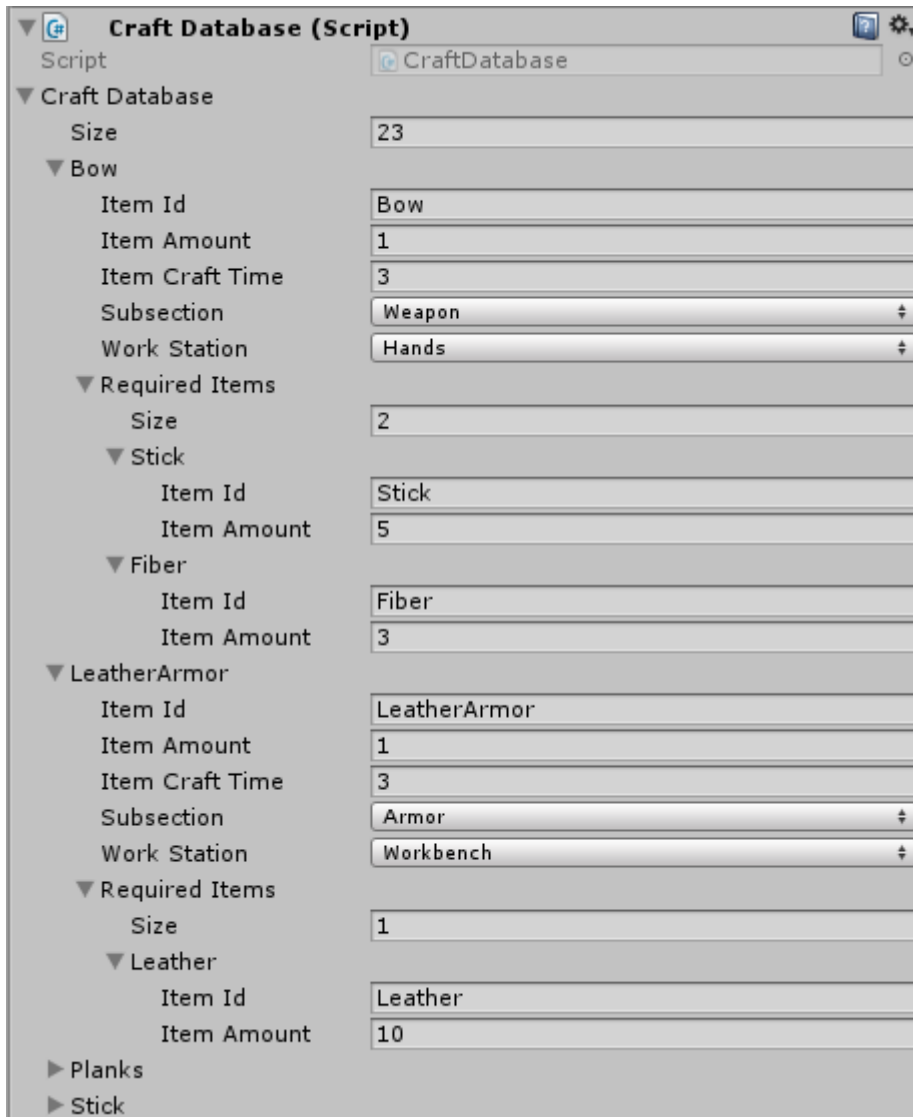 Craft Database (Script)
Script CraftDatabase
Craft Database
Size 23
Bow
Item Id Bow
Item Amount 1
Item Craft Time 3
Subsection Weapon
Work Station Hands
Required Items
Size 2
Stick
Item Id Stick
Item Amount 5
Fiber
Item Id Fiber
Item Amount 3
LeatherArmor
Item Id LeatherArmor
Item Amount 1
Item Craft Time 3
Subsection Armor
Work Station Workbench
Required Items
Size 1
Leather
Item Id Leather
Item Amount 10
Planks
Stick